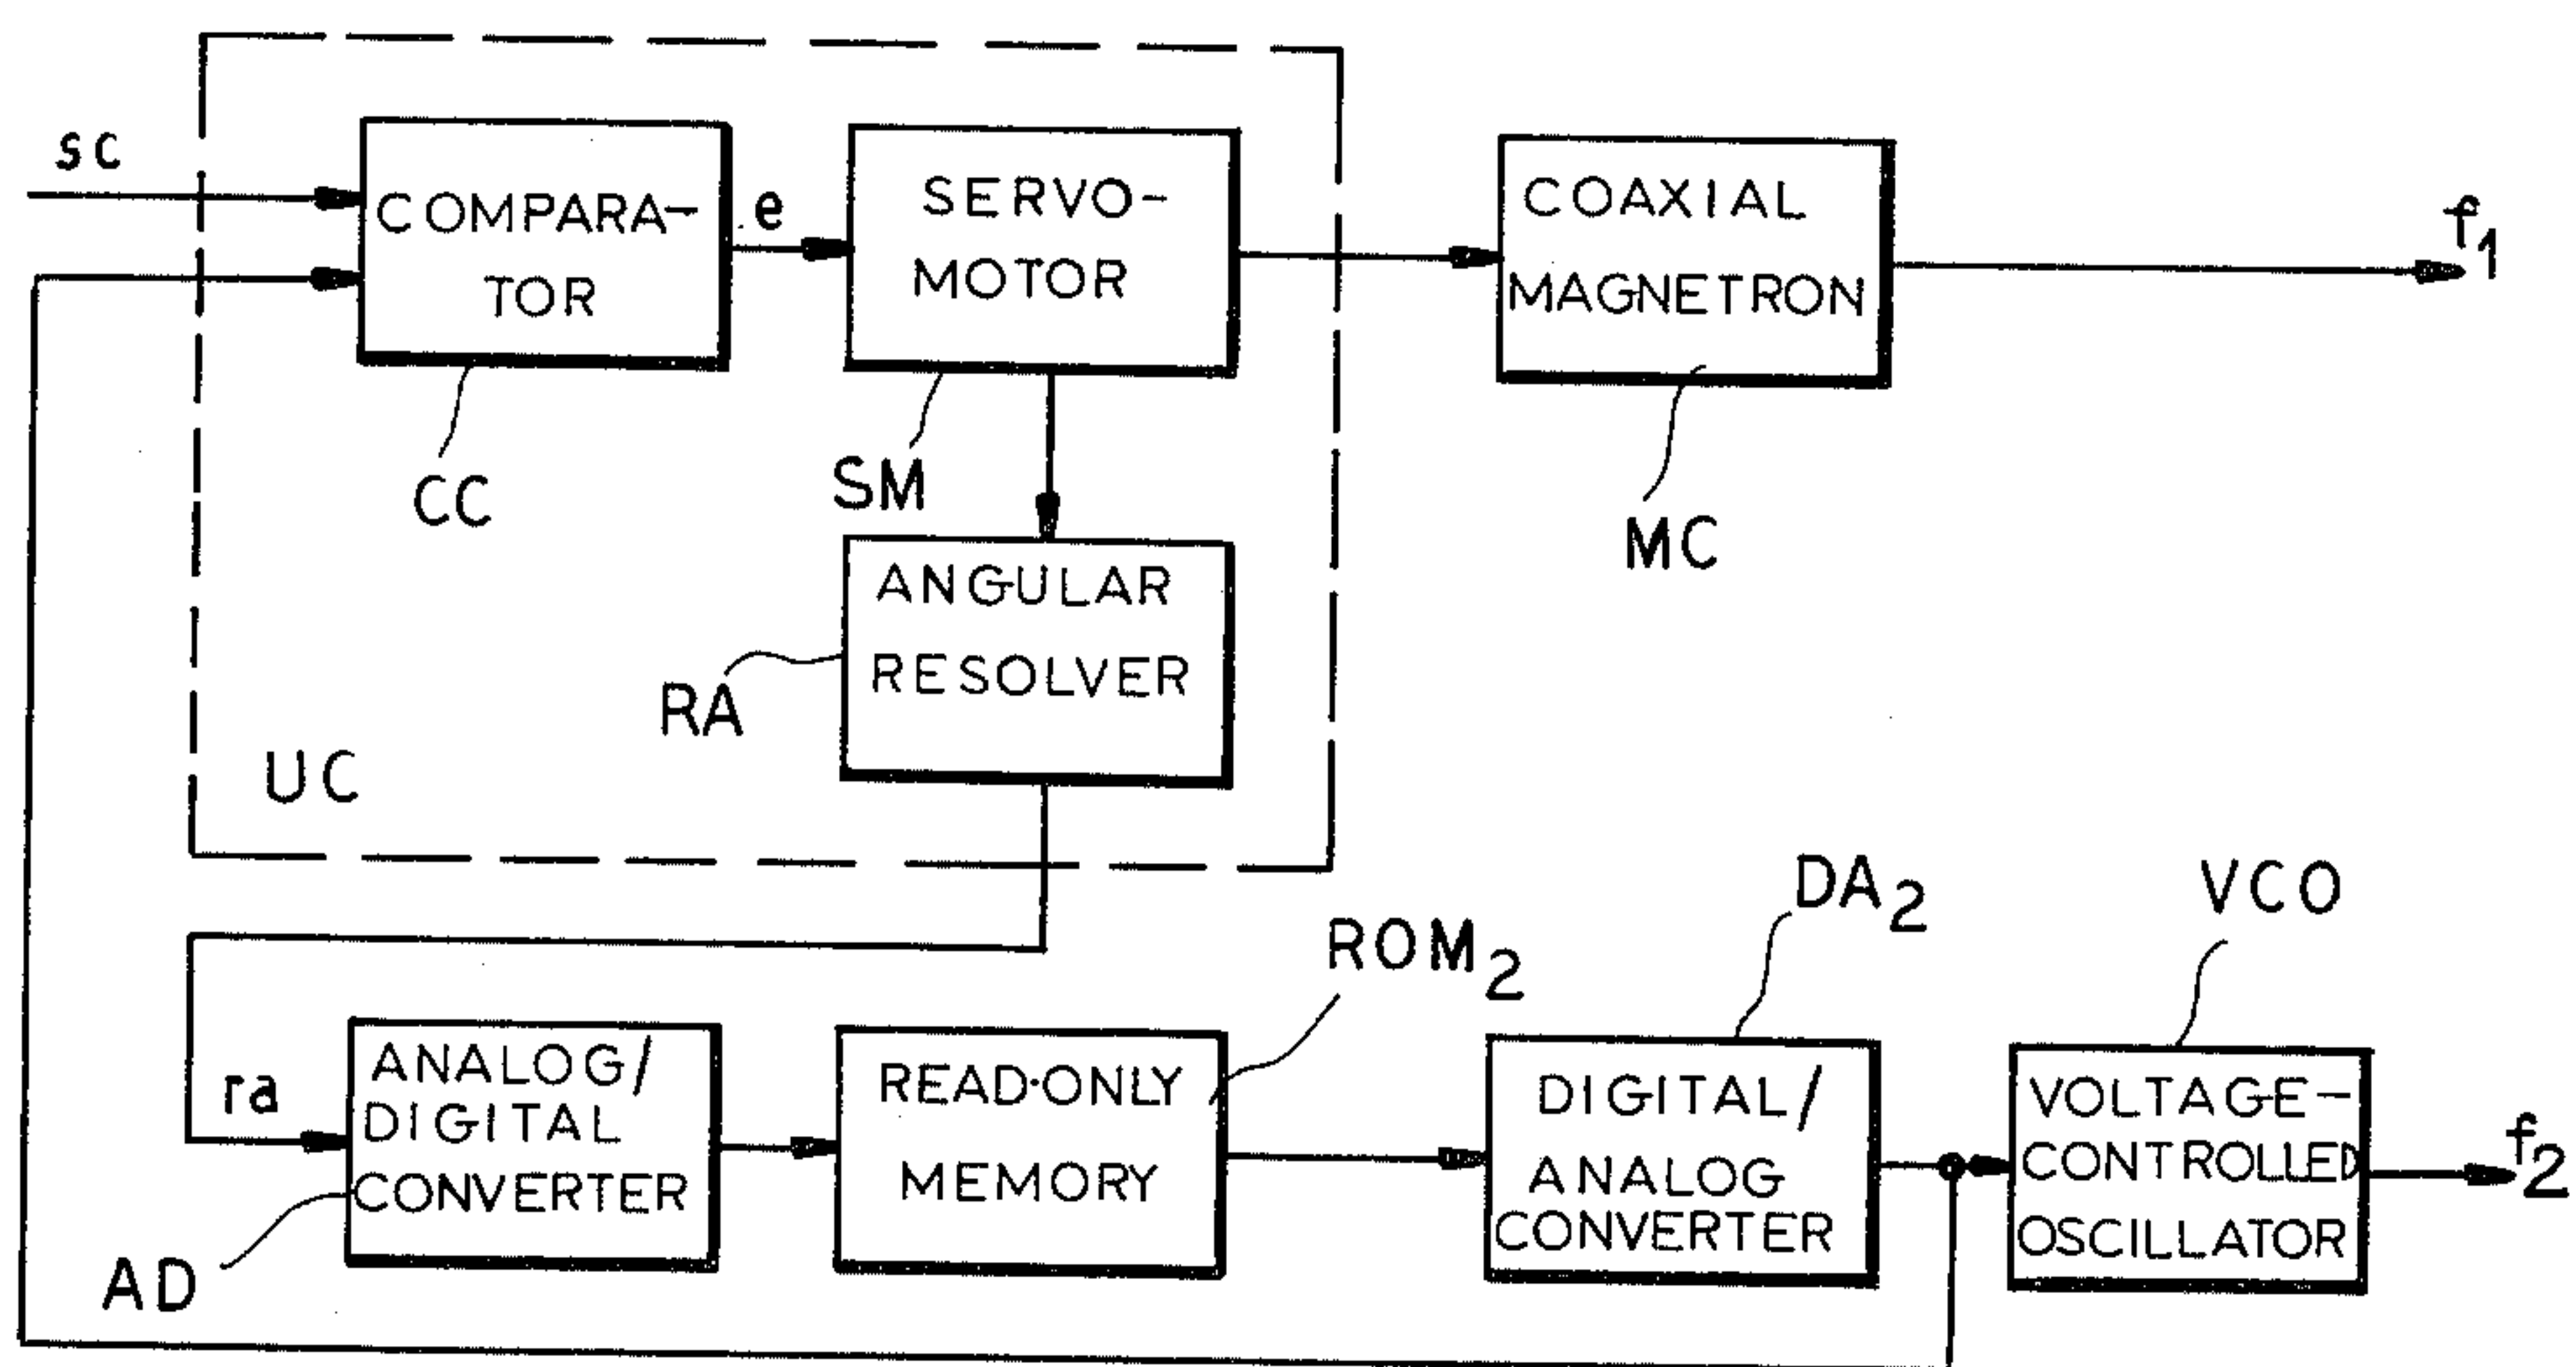 sc
COMPARA-
TOR
e
SERVO-
MOTOR
COAXIAL
MAGNETRON
f1
CC
SM
MC
ANGULAR
RESOLVER
RA
UC
ROM2
DA2
VCO
ra
ANALOG/
DIGITAL
CONVERTER
READ·ONLY
MEMORY
DIGITAL/
ANALOG
CONVERTER
VOLTAGE-
CONTROLLED
OSCILLATOR
f2
AD